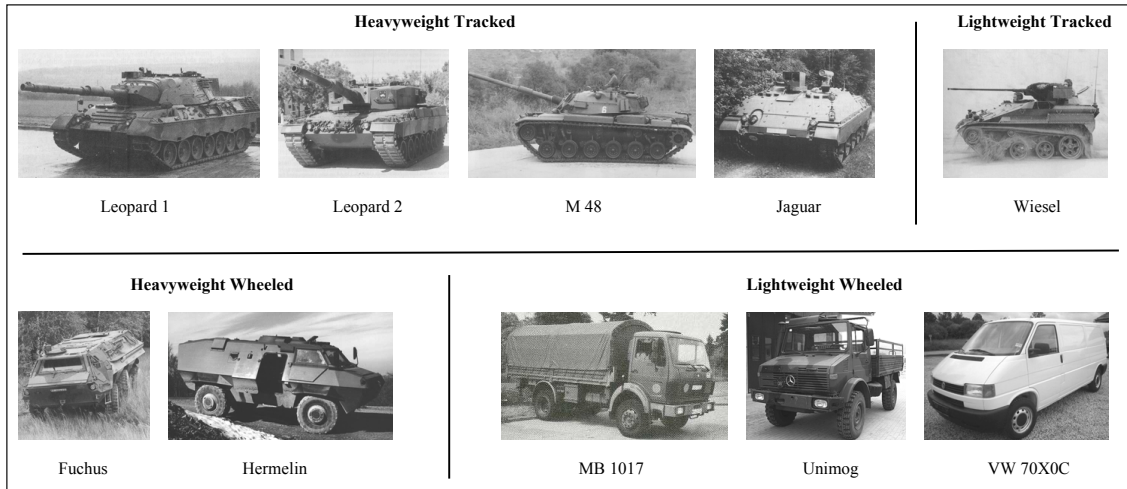 Heavyweight Tracked
Lightweight Tracked
Leopard 1
Leopard 2
M 48
Jaguar
Wiesel
Heavyweight Wheeled
Lightweight Wheeled
Fuchus
Hermelin
MB 1017
Unimog
VW 70X0C